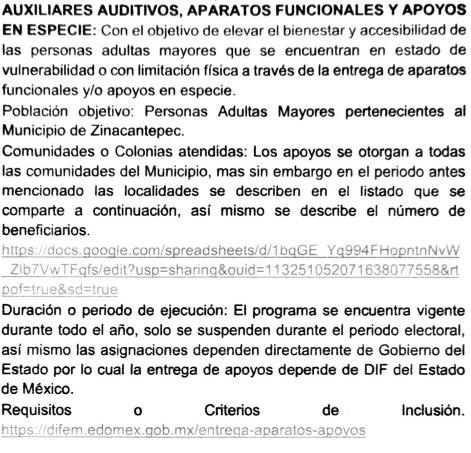 AUXILIARES AUDITIVOS, APARATOS FUNCIONALES Y APOYOS
EN ESPECIE: Con el objetivo de elevar el bienestar y accesibilidad de
las personas adultas mayores que se encuentran en estado de
vulnerabilidad o con limitación física a través de la entrega de aparatos
funcionales y/o apoyos en especie.
Población objetivo: Personas Adultas Mayores pertenecientes al
Municipio de Zinacantepec.
Comunidades o Colonias atendidas: Los apoyos se otorgan a todas
las comunidades del Municipio, mas sin embargo en el periodo antes
mencionado las localidades se describen en el listado que se
comparte a continuación, así mismo se describe el número de
beneficiarios.
https://docs.google.com/spreadsheets/d/1bqGE_Yq994FHopntnNvW
_Zlb7VwTFqfs/edit?usp=sharing&ouid=113251052071638077558&rt
pof=true&sd=true
Duración o periodo de ejecución: El programa se encuentra vigente
durante todo el año, solo se suspenden durante el periodo electoral,
así mismo las asignaciones dependen directamente de Gobierno del
Estado por lo cual la entrega de apoyos depende de DIF del Estado
de México.
Requisitos o Criterios de Inclusión.
https://difem.edomex.gob.mx/entrega-aparatos-apoyos